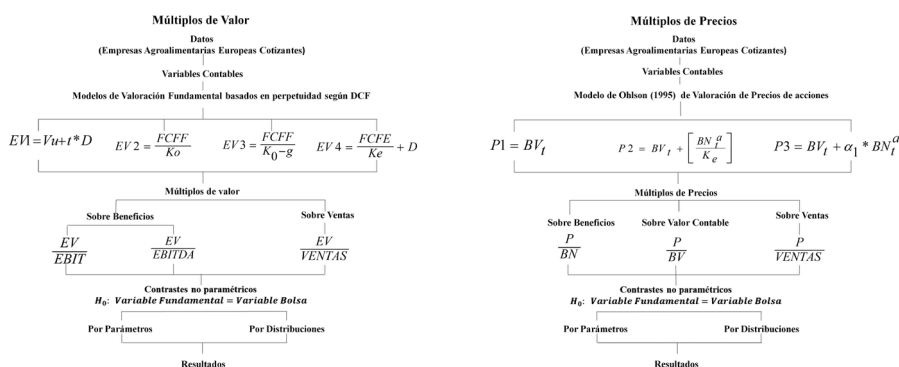 Múltiplos de Valor
Datos
(Empresas Agroalimentarias Europeas Cotizantes)
Variables Contables
Modelos de Valoración Fundamental basados en perpetuidad según DCF
EV1=Vu+t*D
EV2 = FCFF / Ko
EV3 = FCFF / K₀-g
EV4 = FCFE / Ke + D
Múltiplos de valor
Sobre Beneficios
Sobre Ventas
EV / EBIT
EV / EBITDA
EV / VENTAS
Contrastes no paramétricos
H₀: Variable Fundamental = Variable Bolsa
Por Parámetros
Por Distribuciones
Resultados
Múltiplos de Precios
Datos
(Empresas Agroalimentarias Europeas Cotizantes)
Variables Contables
Modelo de Ohlson (1995) de Valoración de Precios de acciones
P1 = BVₜ
P2 = BVₜ + [BNₜᵃ / Kₑ]
P3 = BVₜ + α₁ * BNₜᵃ
Múltiplos de Precios
Sobre Beneficios
Sobre Valor Contable
Sobre Ventas
P / BN
P / BV
P / VENTAS
Contrastes no paramétricos
H₀: Variable Fundamental = Variable Bolsa
Por Parámetros
Por Distribuciones
Resultados